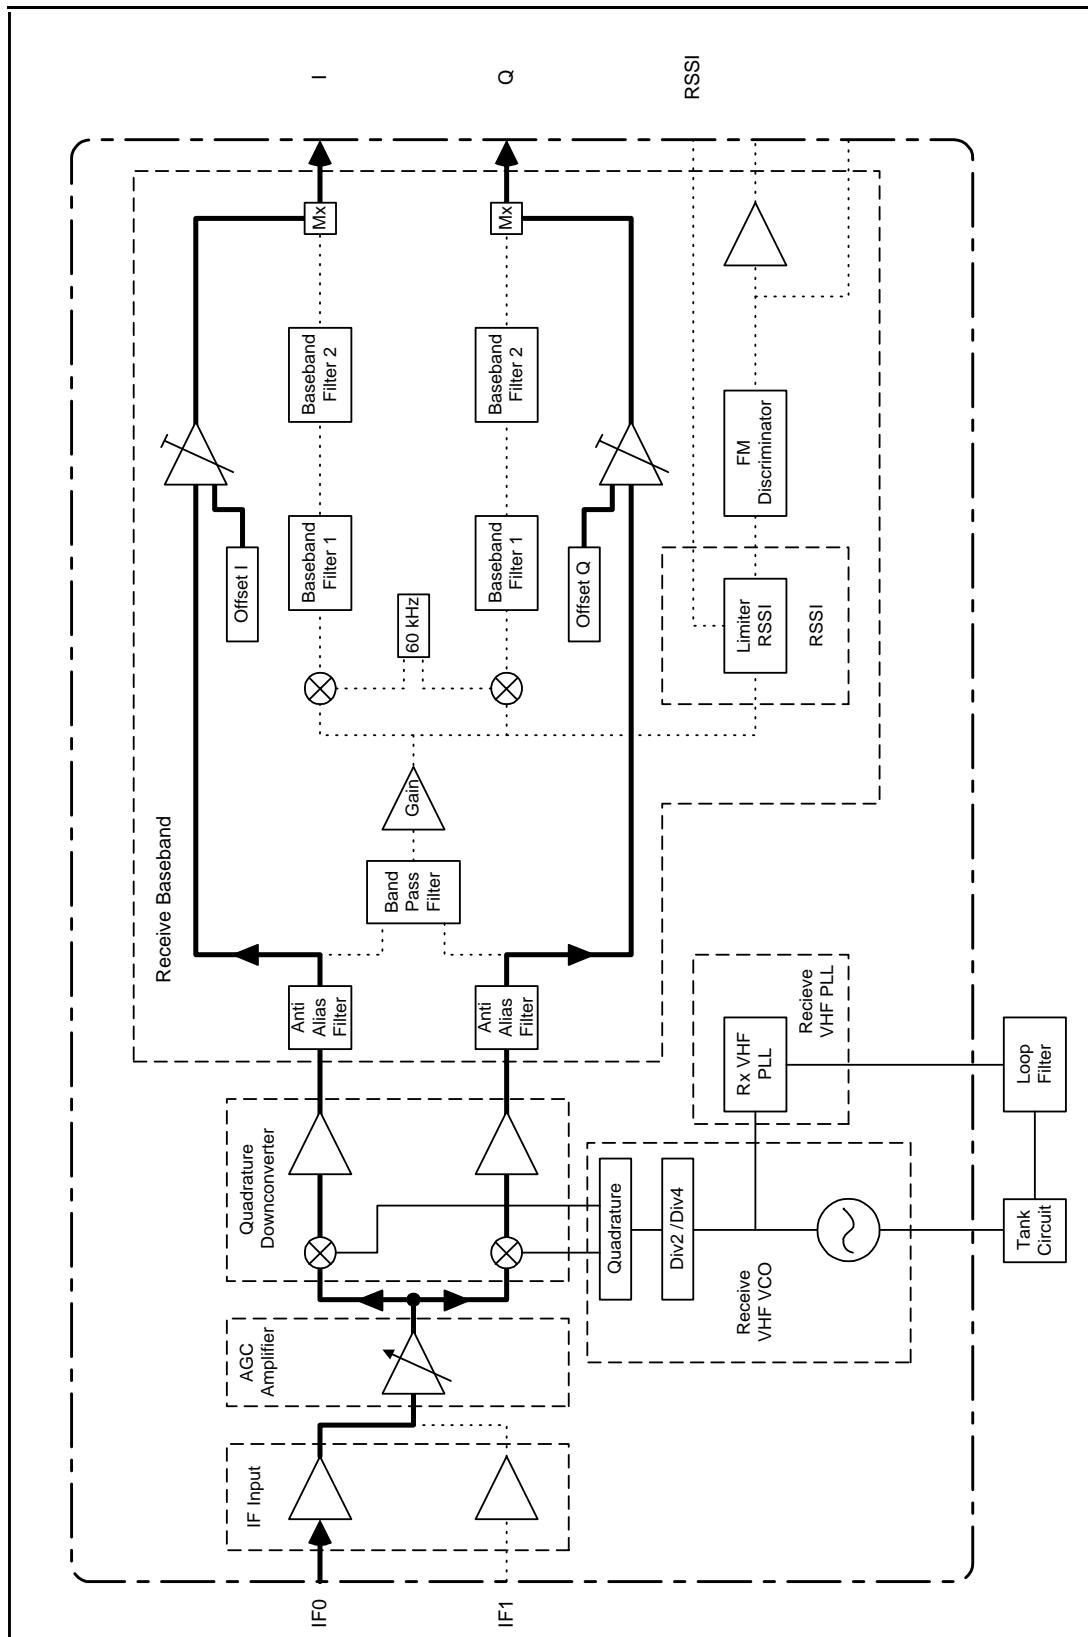 I
Q
RSSI
Receive Baseband
Mx
Mx
Baseband
Filter 2
Baseband
Filter 2
Baseband
Filter 1
Baseband
Filter 1
Offset I
Offset Q
60 kHz
FM
Discriminator
Limiter
RSSI
RSSI
Gain
Band
Pass
Filter
Anti
Alias
Filter
Anti
Alias
Filter
Quadrature
Downconverter
Recieve
VHF PLL
Rx VHF
PLL
Loop
Filter
Quadrature
Div2 /Div4
Receive
VHF VCO
Tank
Circuit
AGC
Amplifier
IF Input
IF0
IF1